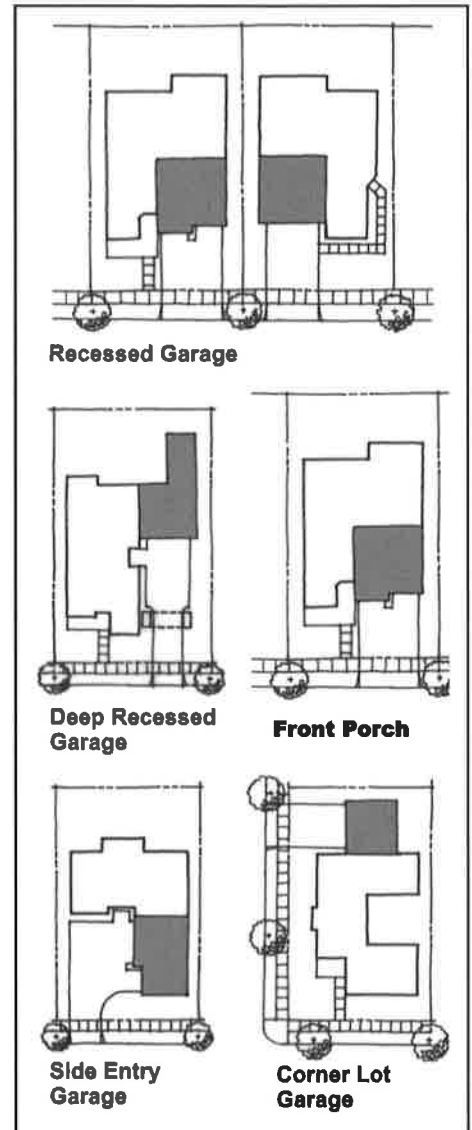 Recessed Garage
Deep Recessed
Garage
Front Porch
Side Entry
Garage
Corner Lot
Garage